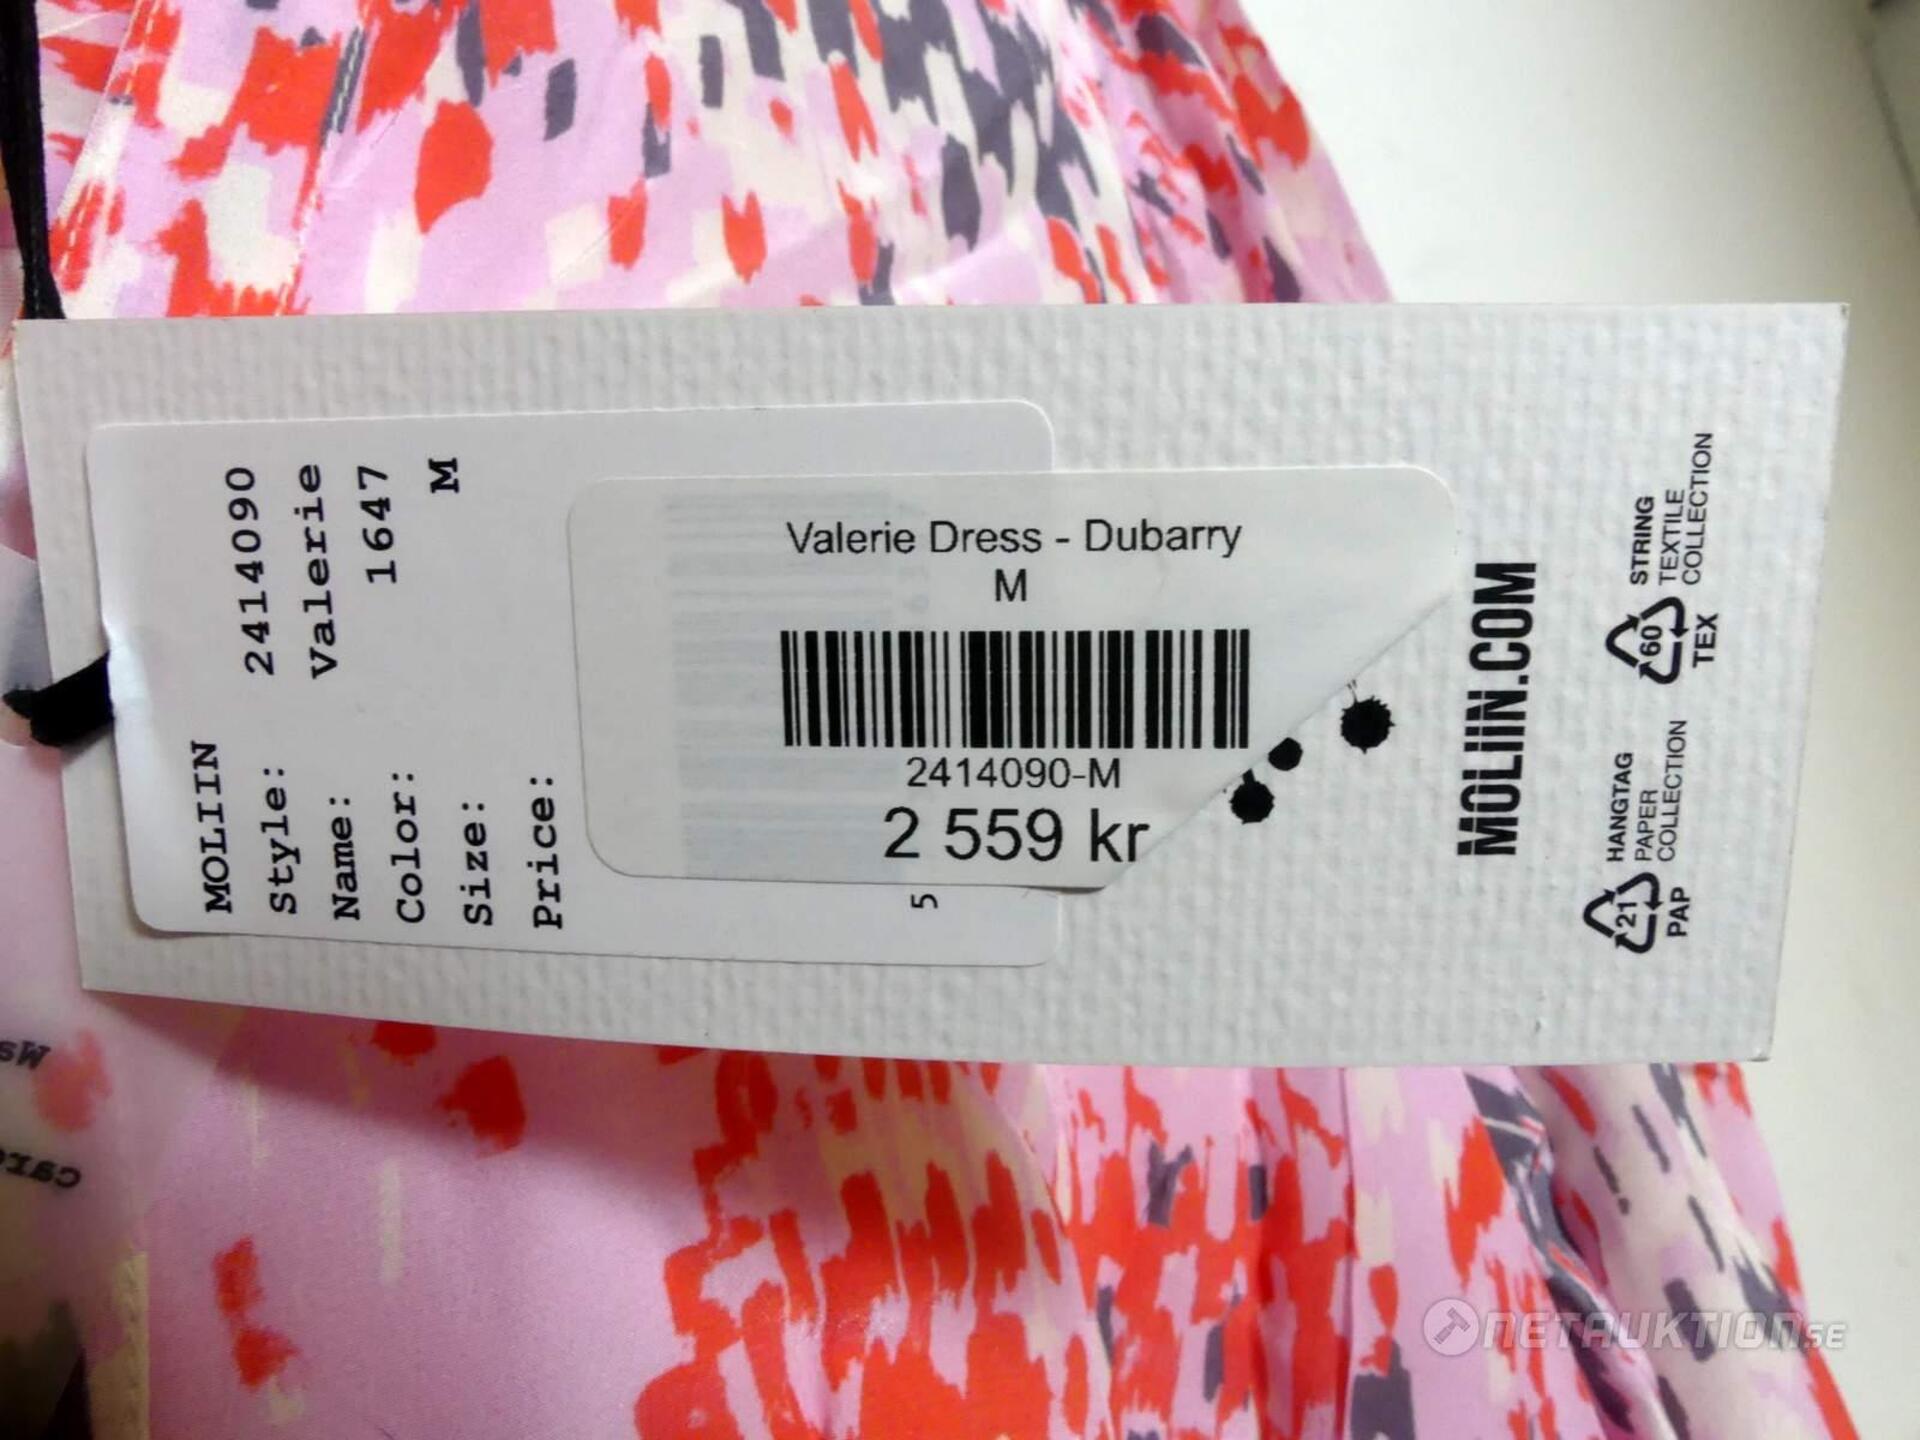 MOLIIN
Style: 2414090
Name: Valerie
Color: 1647
Size: M
Price:
5
Valerie Dress - Dubarry
M
2414090-M
2 559 kr
MOLIIN.COM
21
PAP
HANGTAG
PAPER
COLLECTION
60
TEX
STRING
TEXTILE
COLLECTION
NETAUKTION.SE